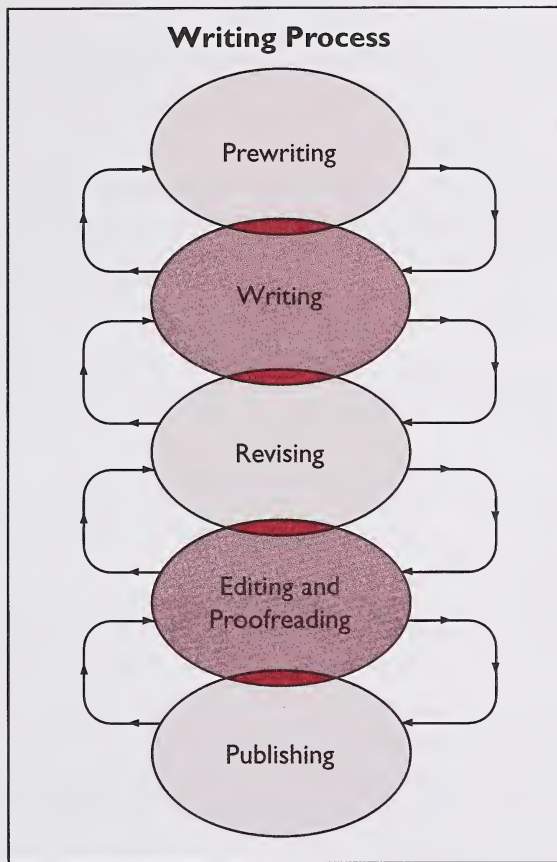 Writing Process
Prewriting
Writing
Revising
Editing and
Proofreading
Publishing